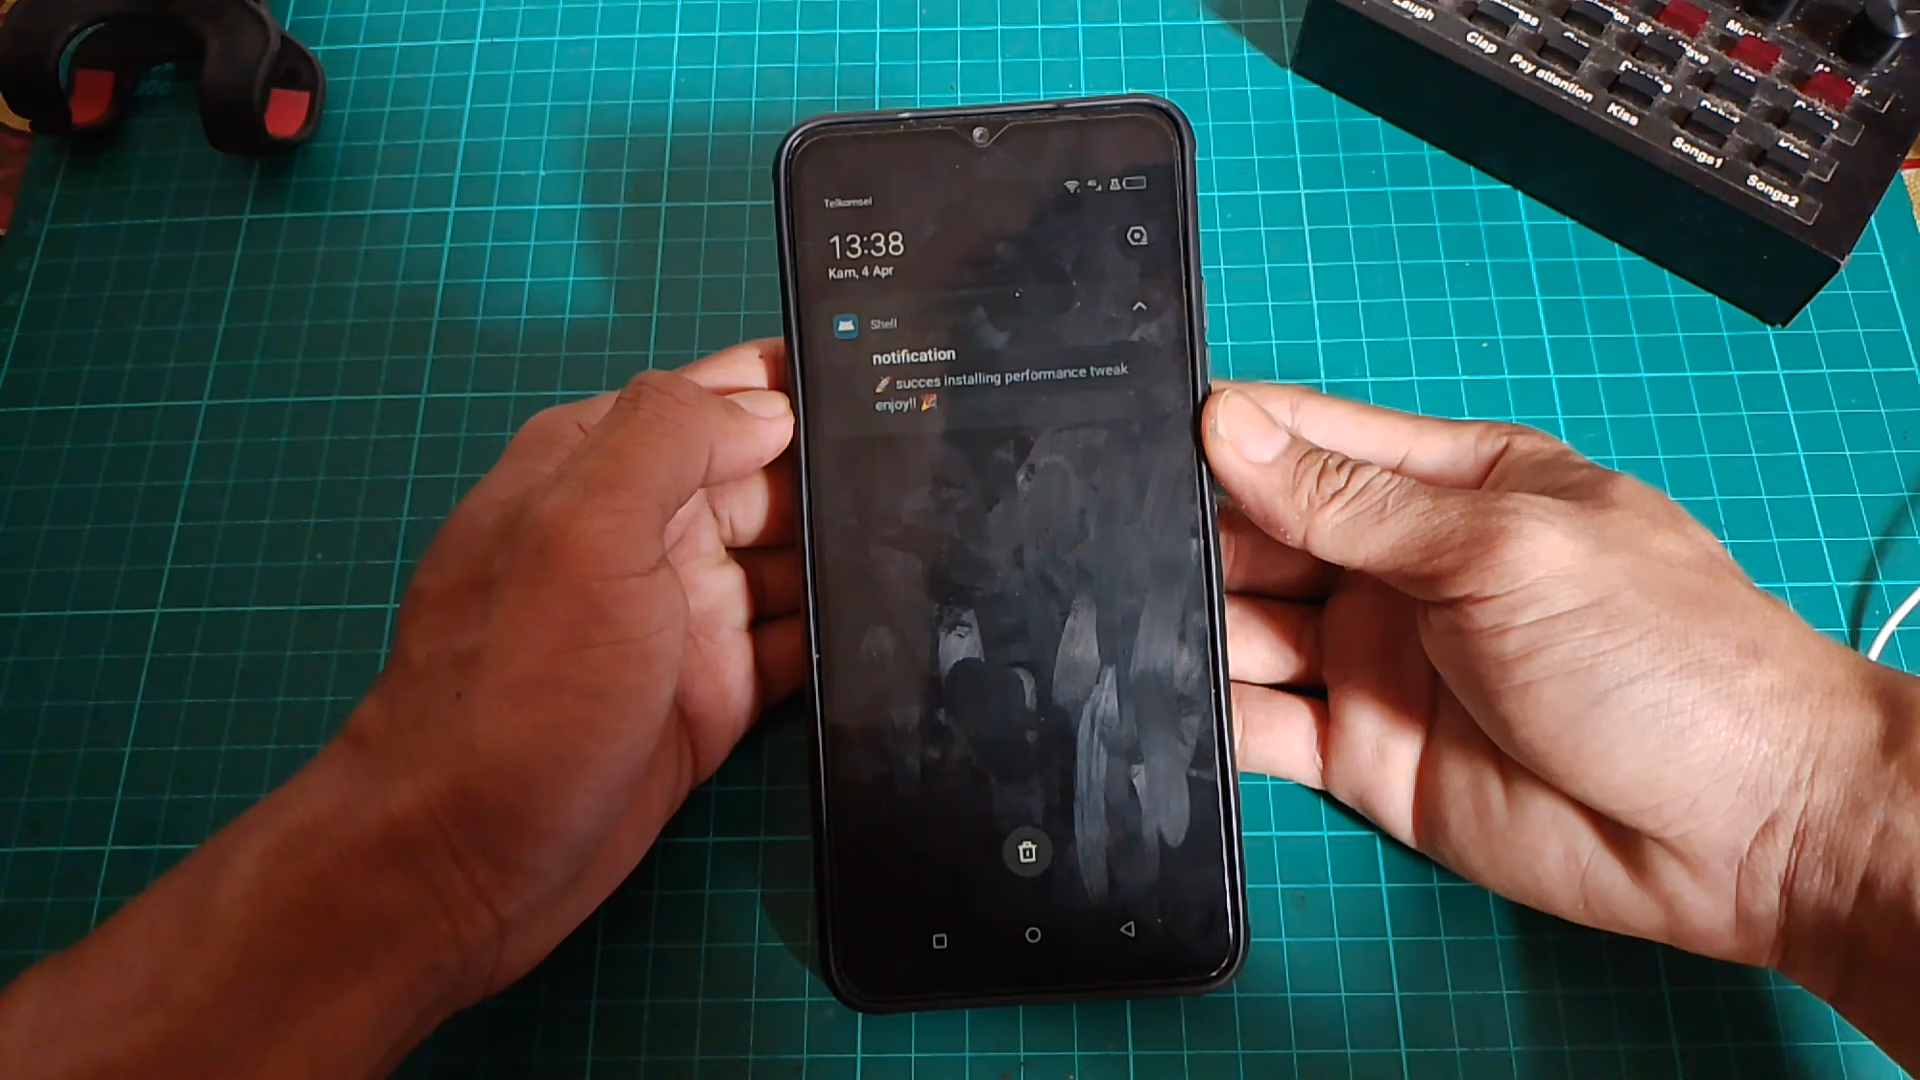 Telkomsel
13:38
Kam, 4 Apr
Shell
notification
🚀 succes installing performance tweak
enjoy!! 🎉
Laugh
Clap
Pay attention
Kiss
Songs1
Songs2